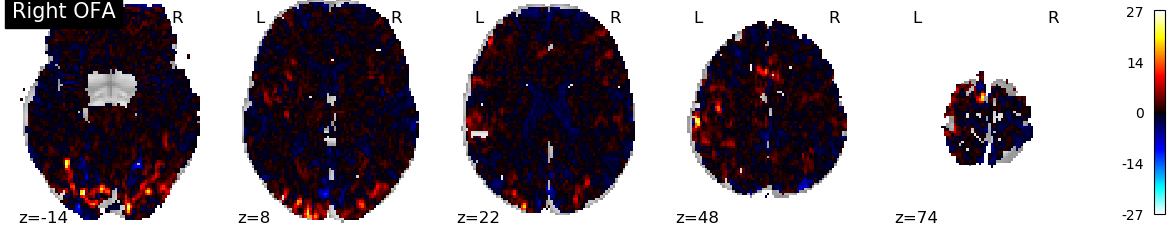 Right OFA
R
L R
L R
L R
L R
z=-14
z=8
z=22
z=48
z=74
27
14
0
-14
-27